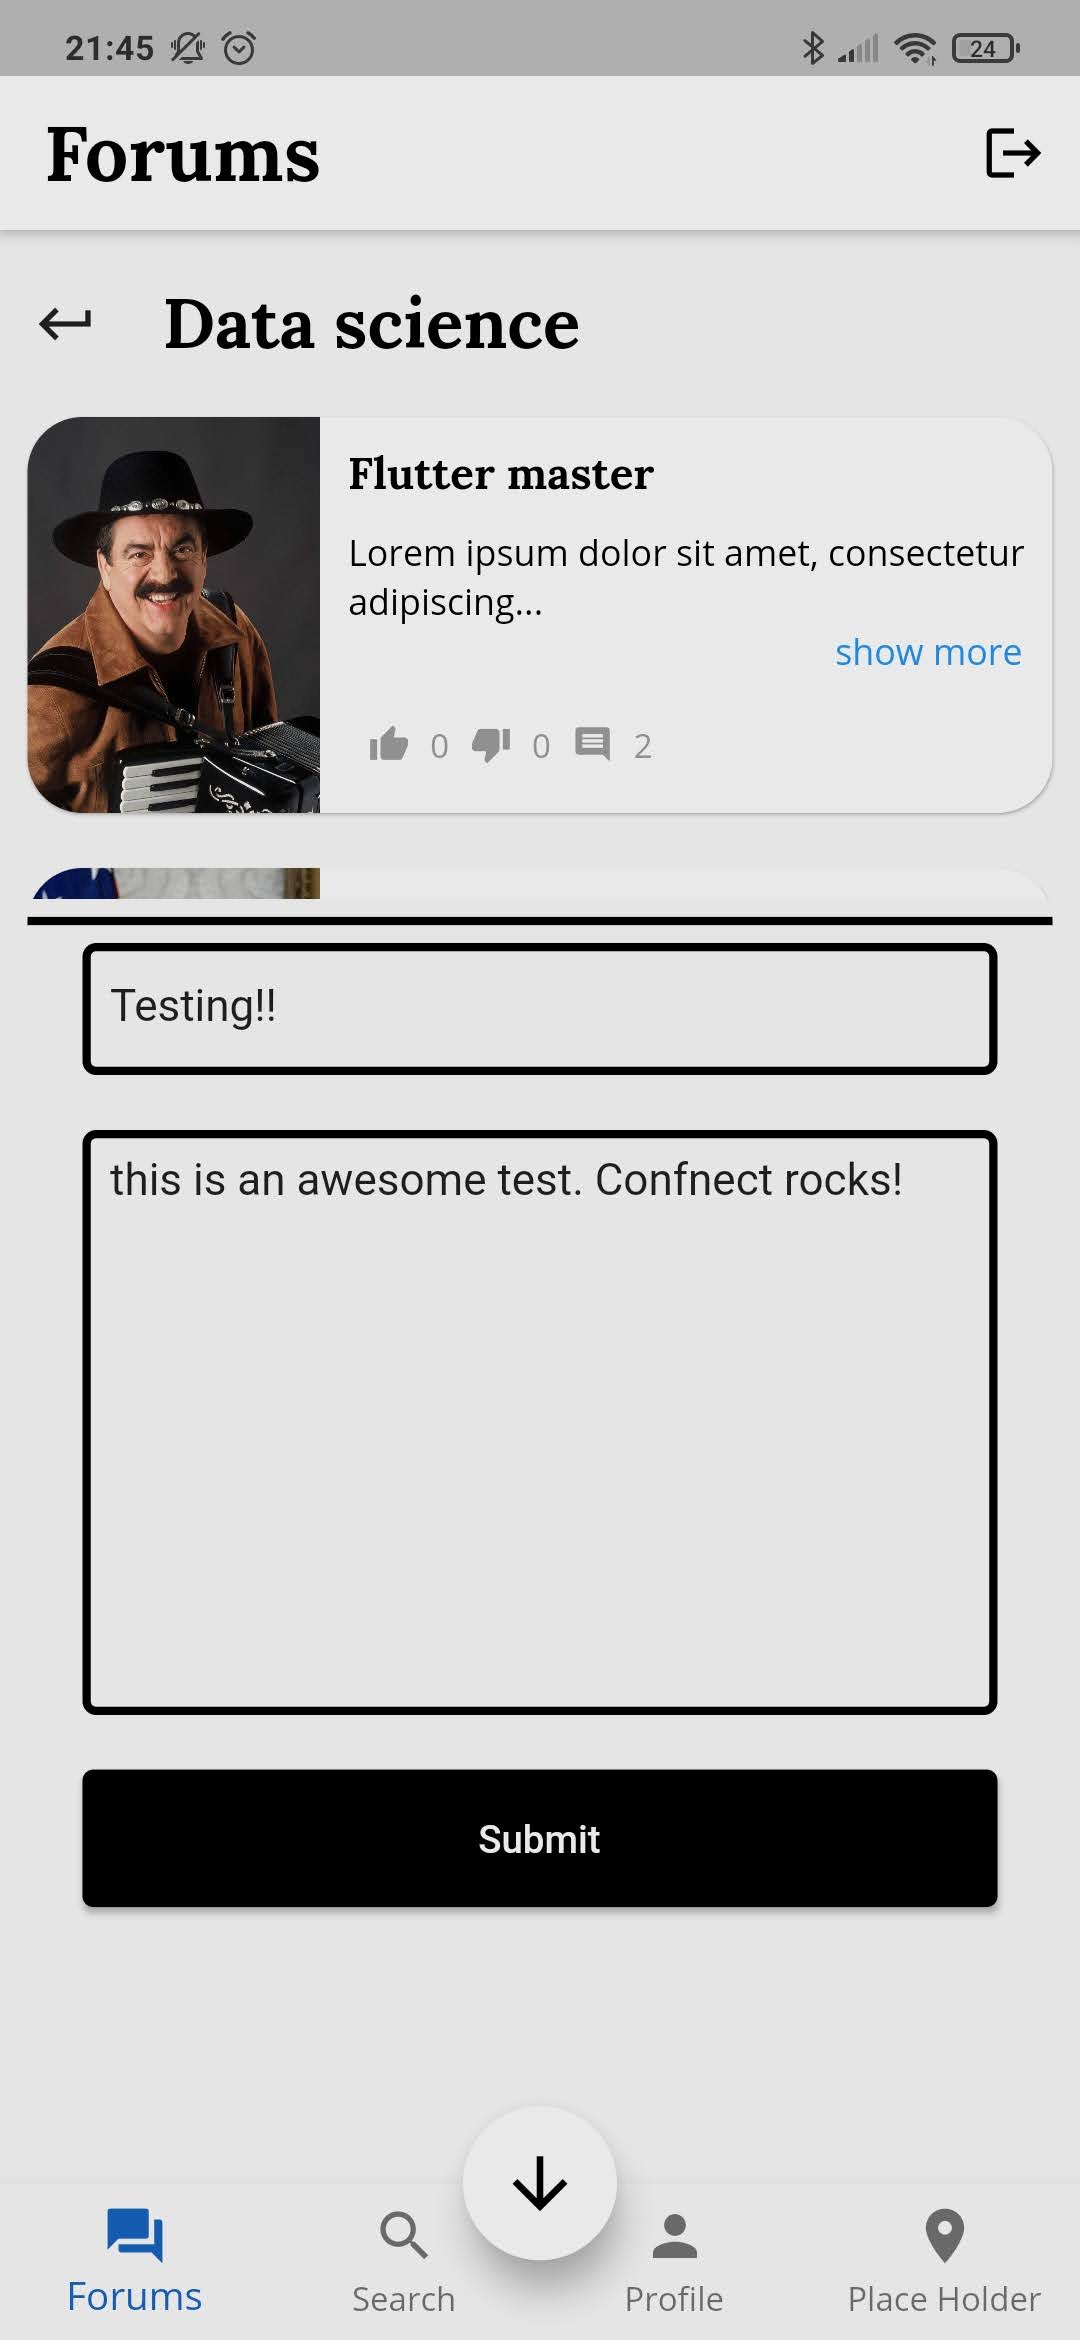 21:45
24
Forums
Data science
Flutter master
Lorem ipsum dolor sit amet, consectetur
adipiscing...
show more
0 0 2
Testing!!
this is an awesome test. Confnect rocks!
Submit
Forums Search Profile Place Holder